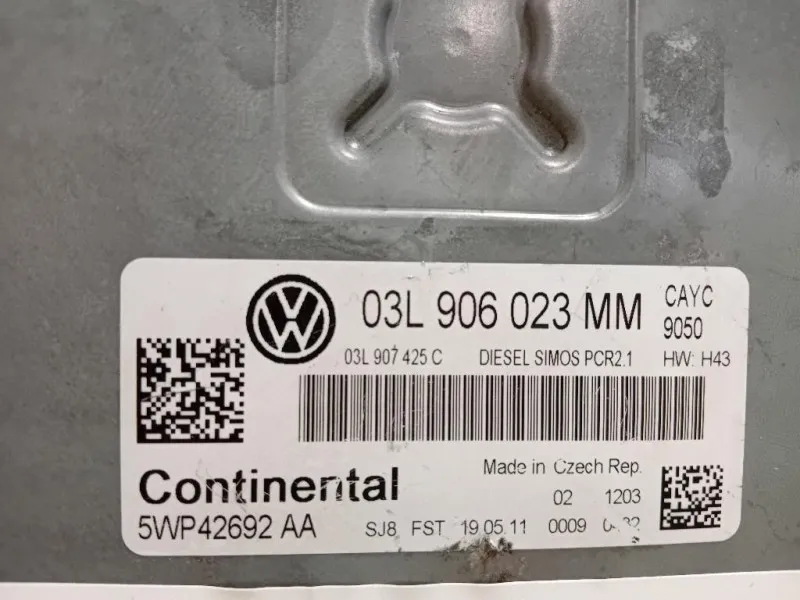 03L 906 023 MM CAYC
9050
03L 907 425 C DIESEL SIMOS PCR2.1 HW: H43
Made in Czech Rep.
Continental
02 1203
5WP42692 AA SJ8 FST 19.05.11 0009